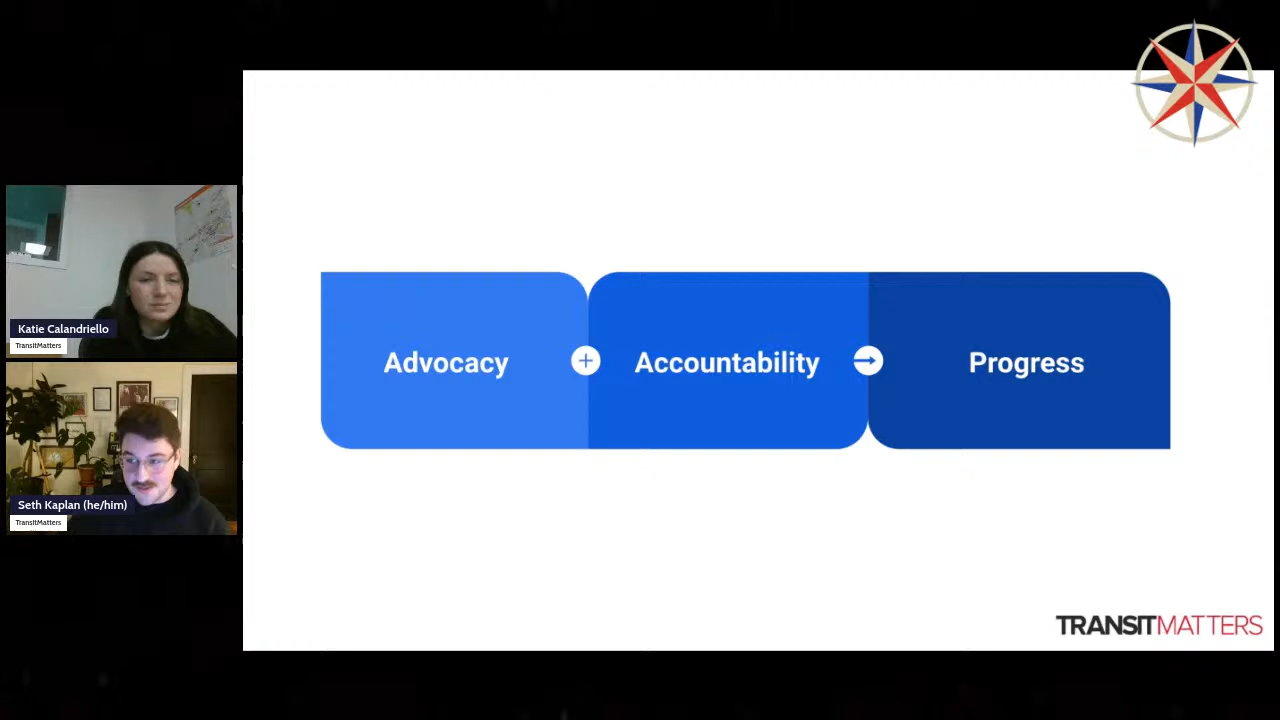 Katie Calandriello
TransitMatters
Seth Kaplan (he/him)
TransitMatters
Advocacy + Accountability → Progress
TRANSITMATTERS